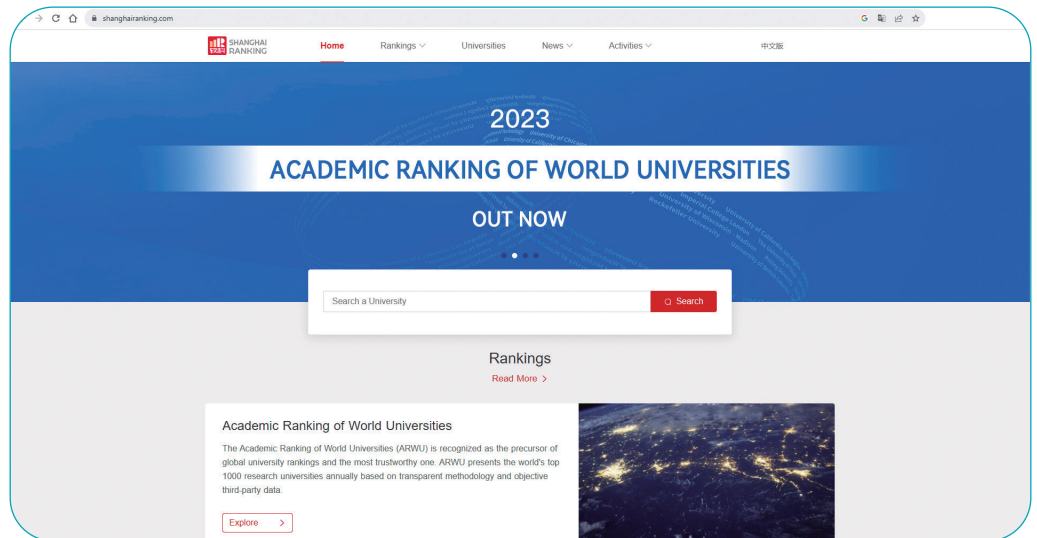 shanghairanking.com
SHANGHAI
RANKING
Home
Rankings
Universities
News
Activities
中文版
2023
ACADEMIC RANKING OF WORLD UNIVERSITIES
OUT NOW
Search a University
Search
Rankings
Read More >
Academic Ranking of World Universities
The Academic Ranking of World Universities (ARWU) is recognized as the precursor of
global university rankings and the most trustworthy one. ARWU presents the world's top
1000 research universities annually based on transparent methodology and objective
third-party data.
Explore >